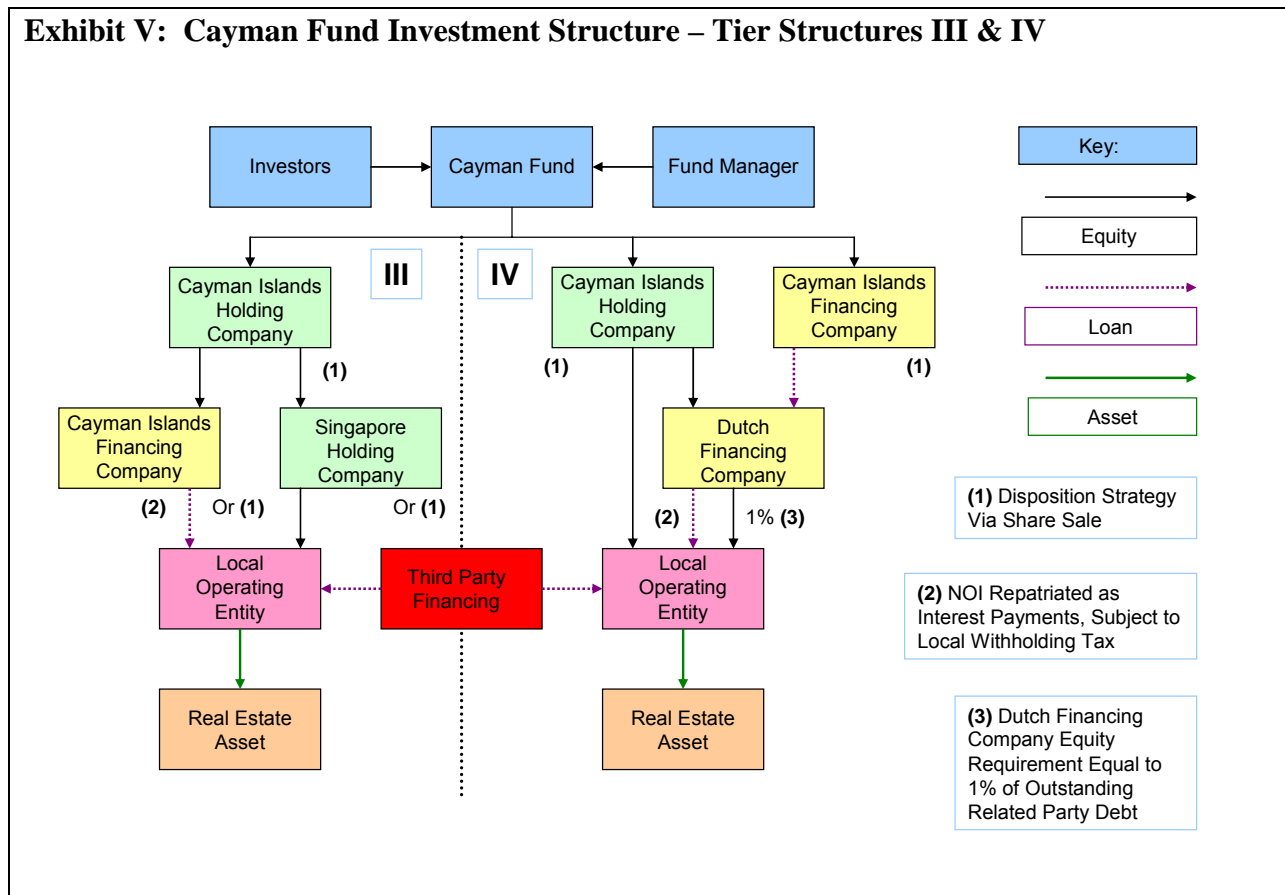 Exhibit V: Cayman Fund Investment Structure – Tier Structures III & IV
Investors
Cayman Fund
Fund Manager
Key:
Equity
Loan
Asset
III
IV
Cayman Islands
Holding
Company
Cayman Islands
Holding
Company
Cayman Islands
Financing
Company
(1)
(1)
(1)
Cayman Islands
Financing
Company
Singapore
Holding
Company
Dutch
Financing
Company
(2)
Or (1)
Or (1)
(2)
1% (3)
Local
Operating
Entity
Third Party
Financing
Local
Operating
Entity
Real Estate
Asset
Real Estate
Asset
(1) Disposition Strategy
Via Share Sale
(2) NOI Repatriated as
Interest Payments, Subject to
Local Withholding Tax
(3) Dutch Financing
Company Equity
Requirement Equal to
1% of Outstanding
Related Party Debt